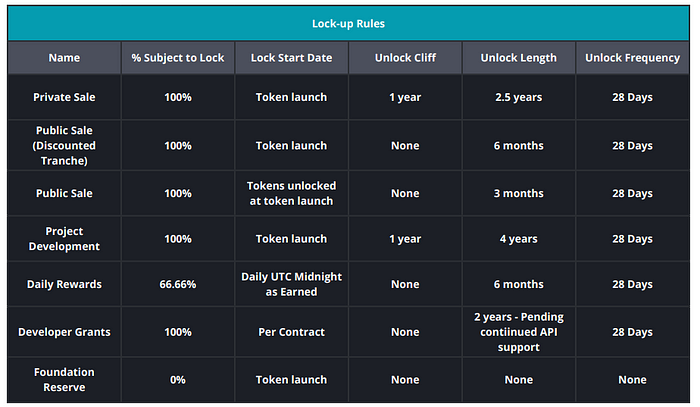 Lock-up Rules
Name % Subject to Lock Lock Start Date Unlock Cliff Unlock Length Unlock Frequency
Private Sale 100% Token launch 1 year 2.5 years 28 Days
Public Sale
(Discounted
Tranche) 100% Token launch None 6 months 28 Days
Public Sale 100% Tokens unlocked
at token launch None 3 months 28 Days
Project
Development 100% Token launch 1 year 4 years 28 Days
Daily Rewards 66.66% Daily UTC Midnight
as Earned None 6 months 28 Days
Developer Grants 100% Per Contract None 2 years - Pending
contiinued API
support 28 Days
Foundation
Reserve 0% Token launch None None None